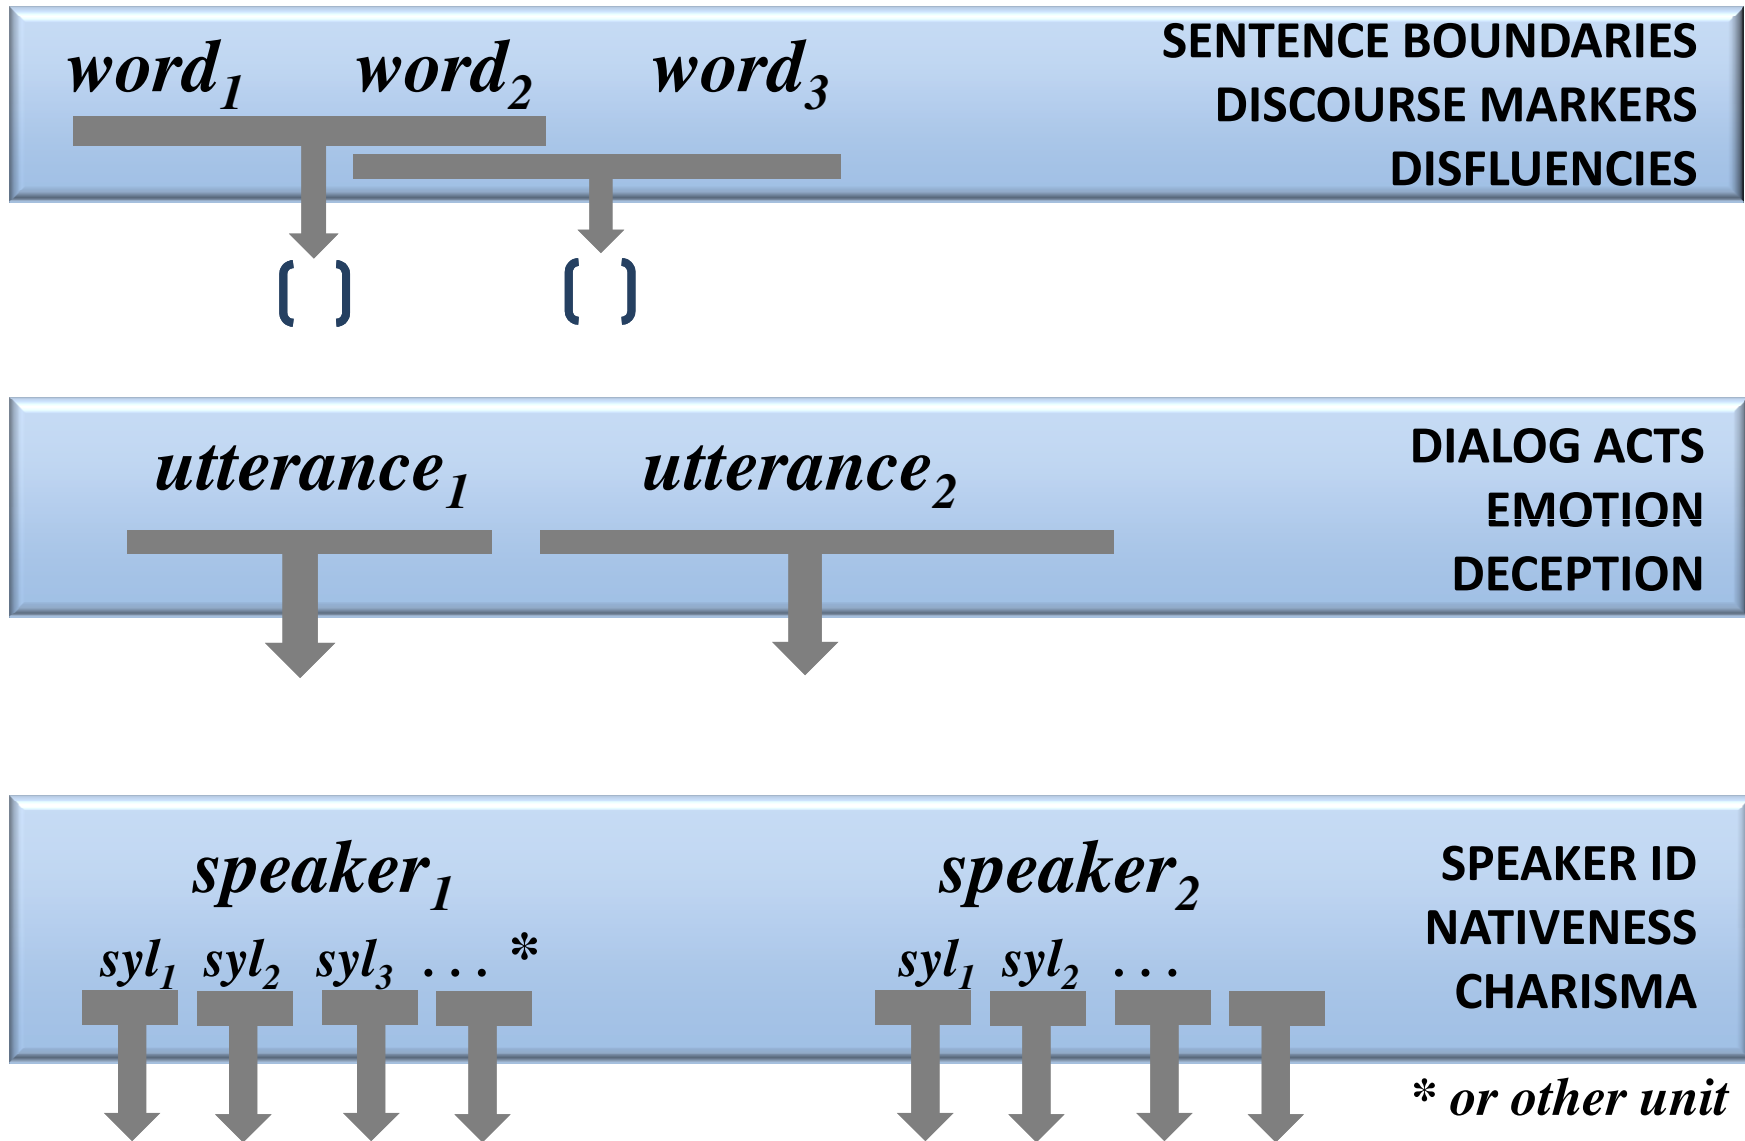 word1 word2 word3
SENTENCE BOUNDARIES
DISCOURSE MARKERS
DISFLUENCIES
utterance1 utterance2
DIALOG ACTS
EMOTION
DECEPTION
speaker1 speaker2
syl1 syl2 syl3 . . . * syl1 syl2 . . .
SPEAKER ID
NATIVENESS
CHARISMA
* or other unit